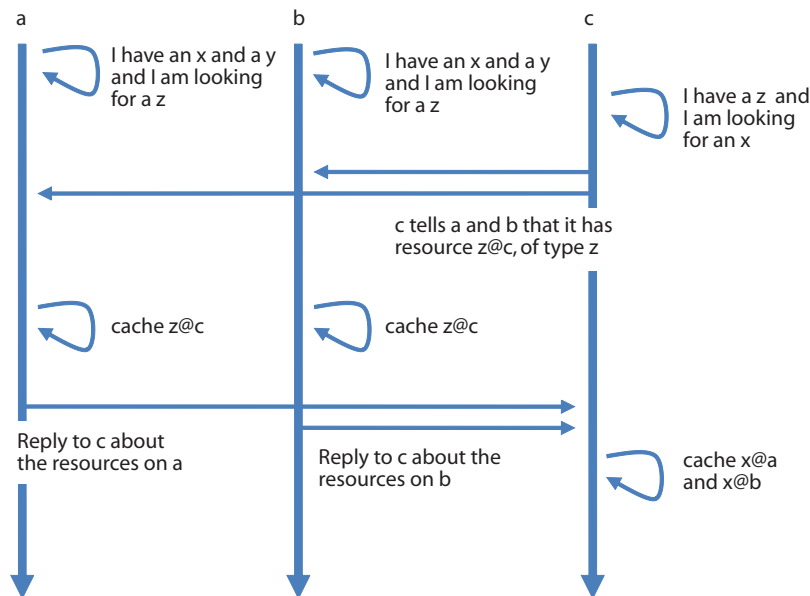 a
b
c
I have an x and a y
and I am looking
for a z
I have an x and a y
and I am looking
for a z
I have a z and
I am looking
for an x
c tells a and b that it has
resource z@c, of type z
cache z@c
cache z@c
Reply to c about
the resources on a
Reply to c about the
resources on b
cache x@a
and x@b